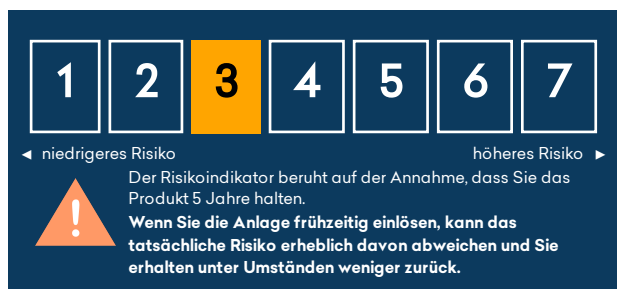 1 2 3 4 5 6 7
◄ niedrigeres Risiko höheres Risiko ►
Der Risikoindikator beruht auf der Annahme, dass Sie das
Produkt 5 Jahre halten.
Wenn Sie die Anlage frühzeitig einlösen, kann das
tatsächliche Risiko erheblich davon abweichen und Sie
erhalten unter Umständen weniger zurück.
!